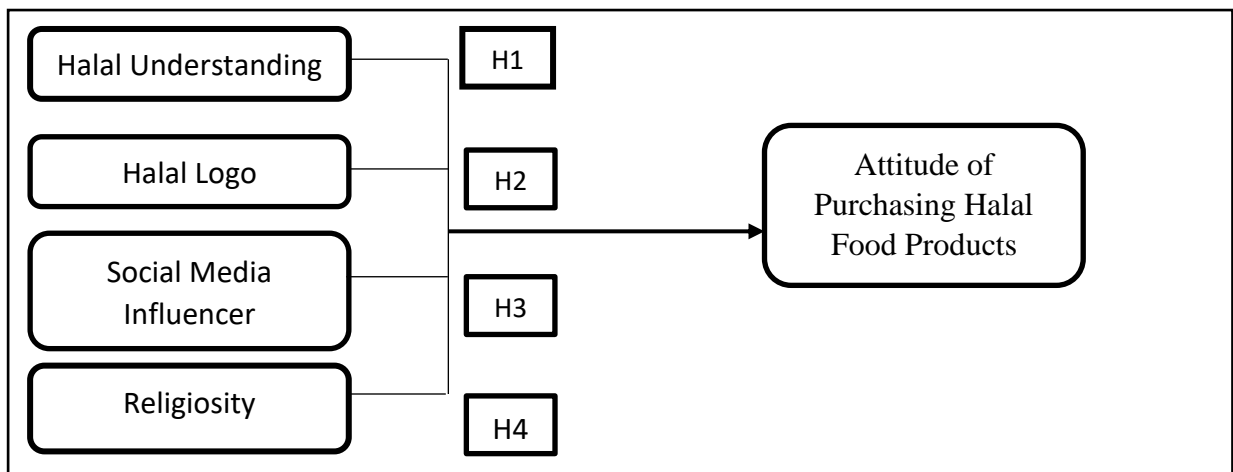 Halal Understanding
H1
Halal Logo
H2
Social Media
Influencer
H3
Religiosity
H4
Attitude of
Purchasing Halal
Food Products